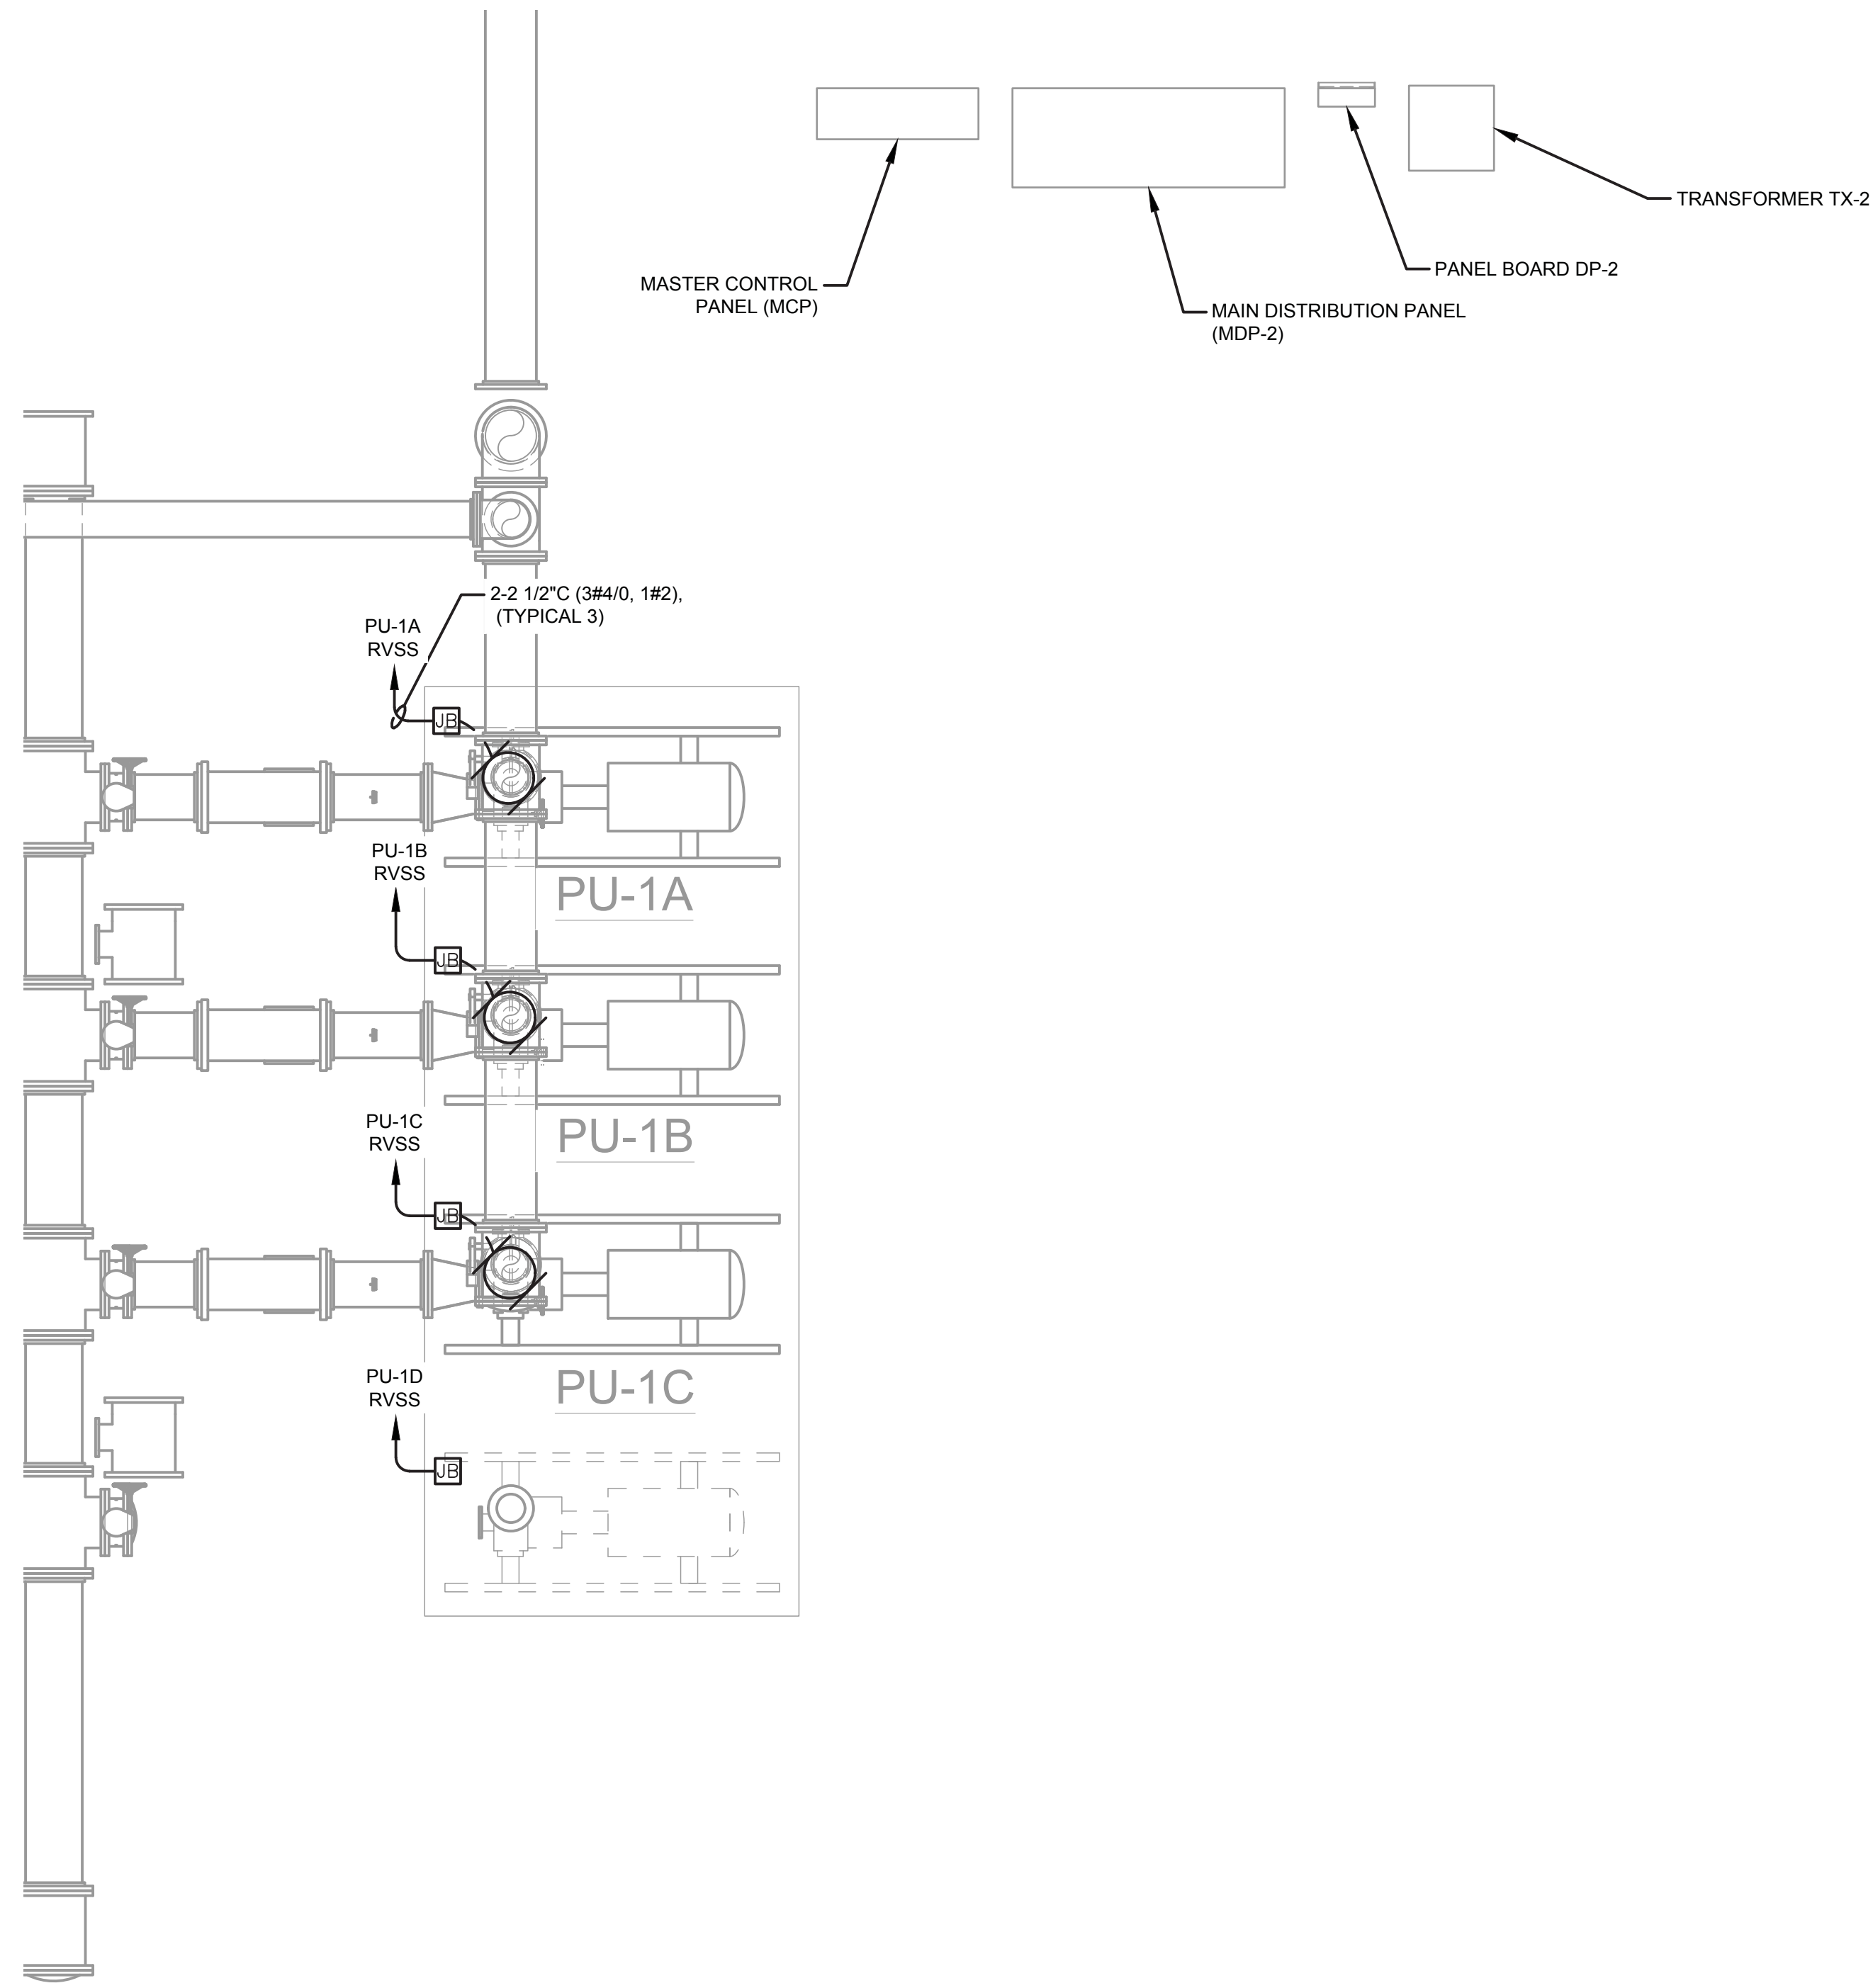 TRANSFORMER TX-2
PANEL BOARD DP-2
MASTER CONTROL
PANEL (MCP)
MAIN DISTRIBUTION PANEL
(MDP-2)
2-2 1/2"C (3#4/0, 1#2),
(TYPICAL 3)
PU-1A
RVSS
JB
PU-1A
PU-1B
RVSS
JB
PU-1B
PU-1C
RVSS
JB
PU-1C
PU-1D
RVSS
JB